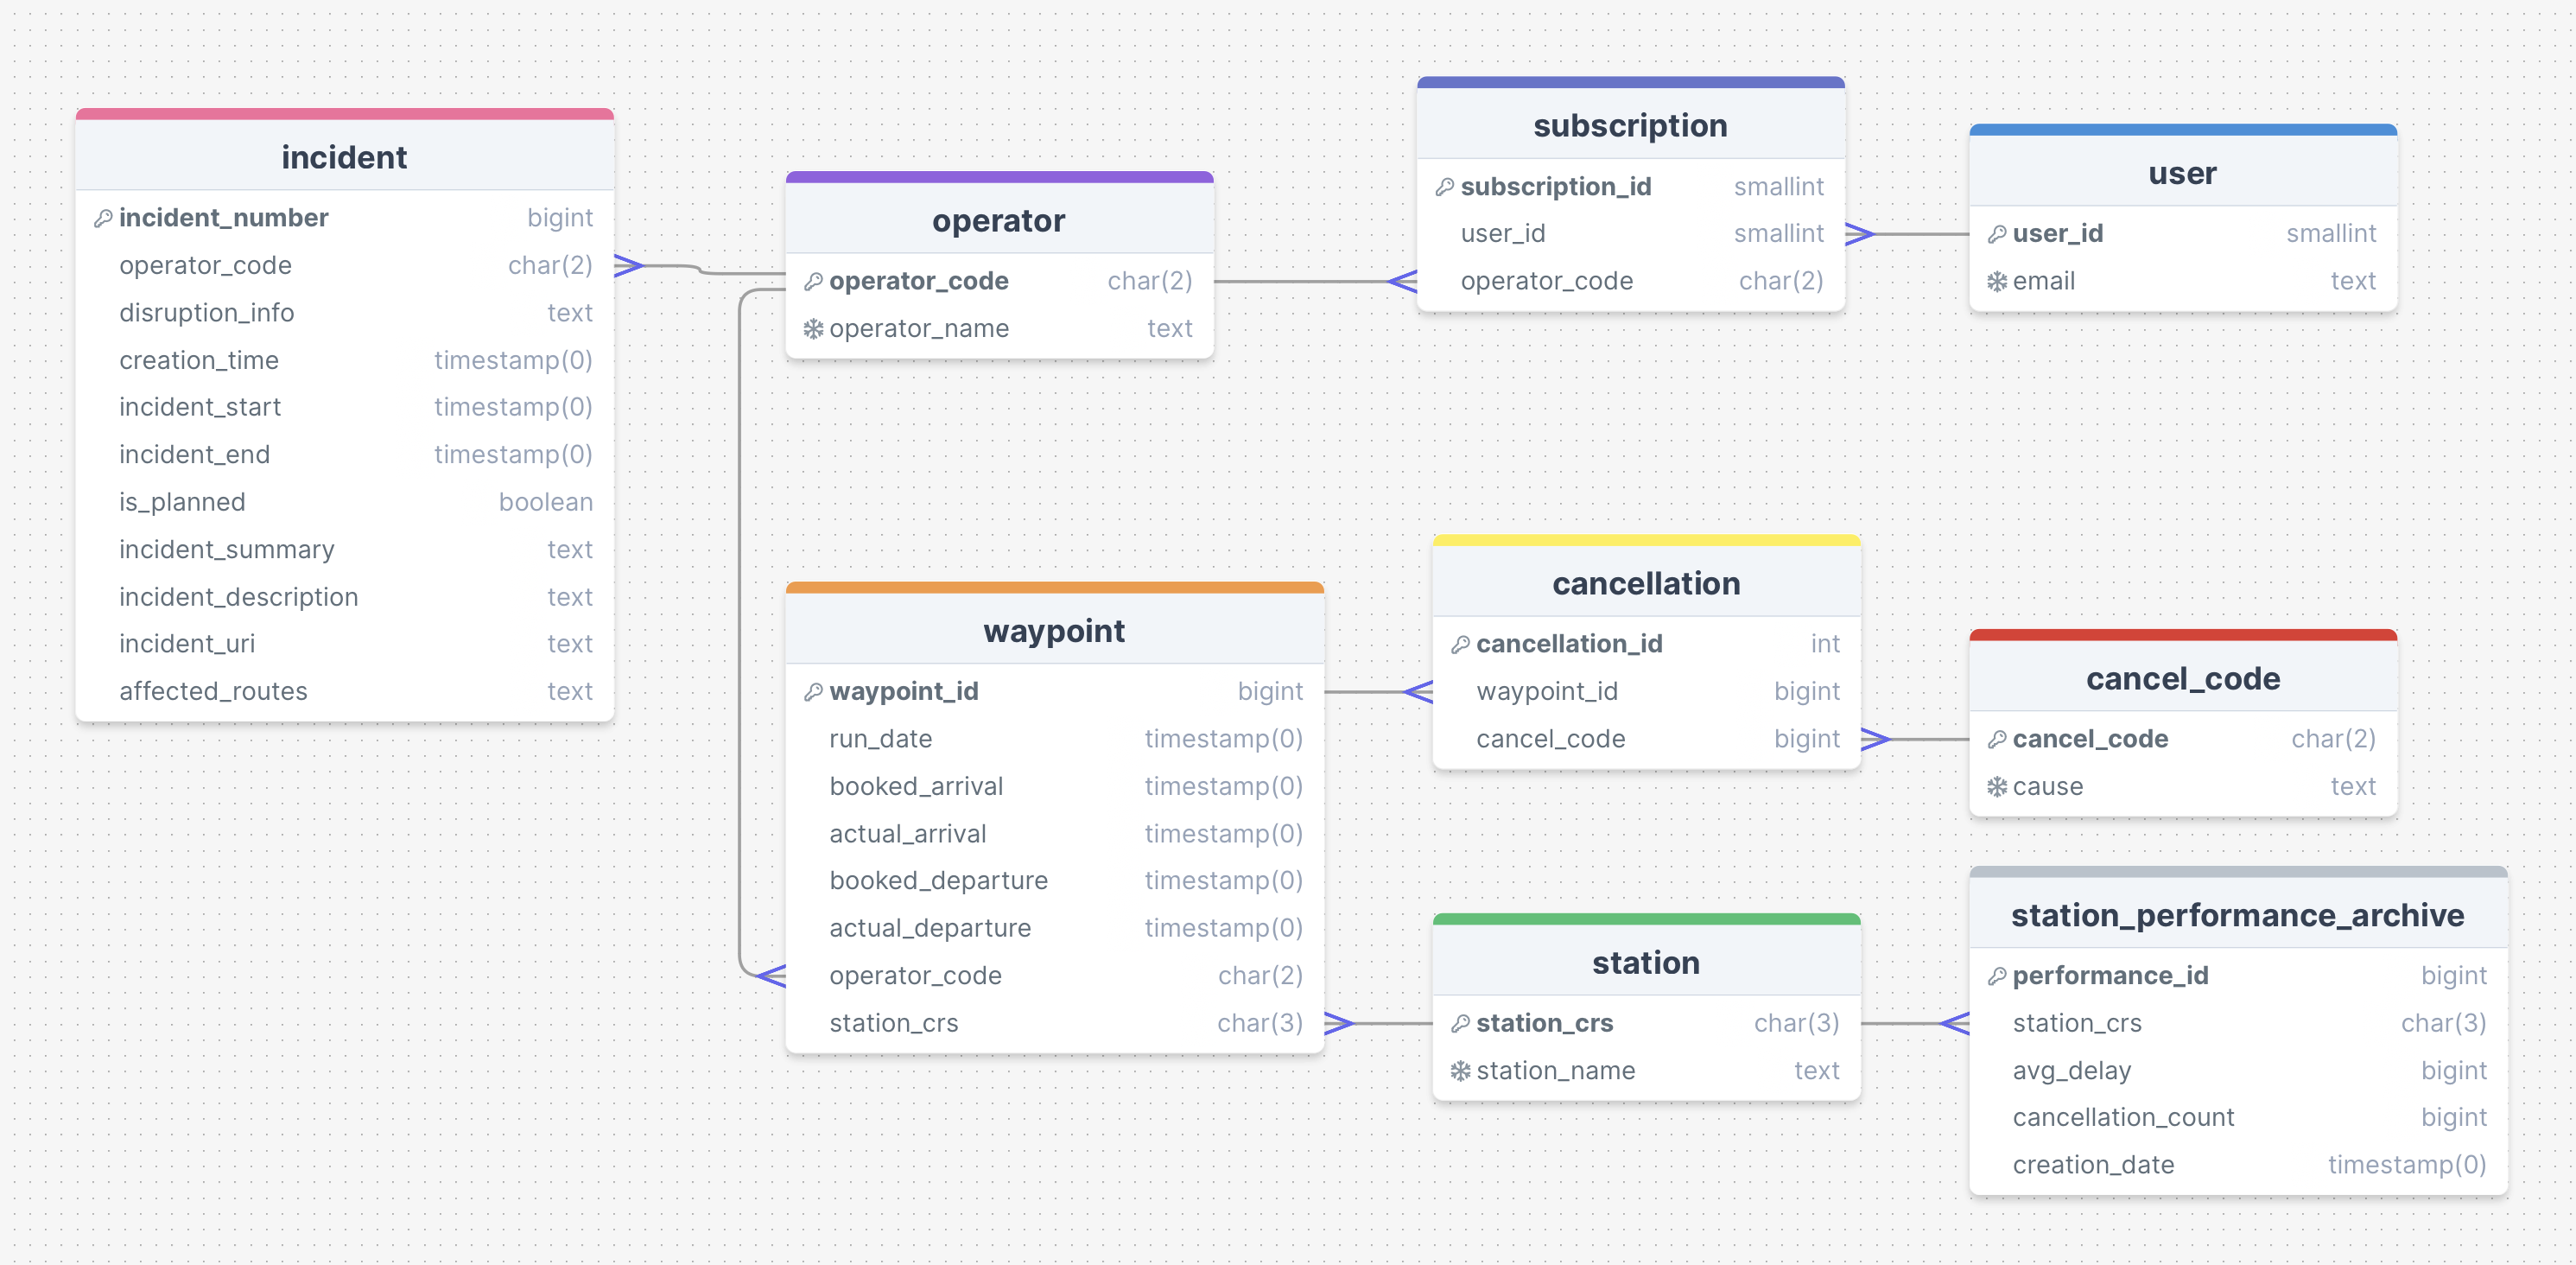 incident
incident_number bigint
operator_code char(2)
disruption_info text
creation_time timestamp(0)
incident_start timestamp(0)
incident_end timestamp(0)
is_planned boolean
incident_summary text
incident_description text
incident_uri text
affected_routes text
operator
operator_code char(2)
operator_name text
subscription
subscription_id smallint
user_id smallint
operator_code char(2)
user
user_id smallint
email text
waypoint
waypoint_id bigint
run_date timestamp(0)
booked_arrival timestamp(0)
actual_arrival timestamp(0)
booked_departure timestamp(0)
actual_departure timestamp(0)
operator_code char(2)
station_crs char(3)
cancellation
cancellation_id int
waypoint_id bigint
cancel_code bigint
cancel_code
cancel_code char(2)
cause text
station
station_crs char(3)
station_name text
station_performance_archive
performance_id bigint
station_crs char(3)
avg_delay bigint
cancellation_count bigint
creation_date timestamp(0)